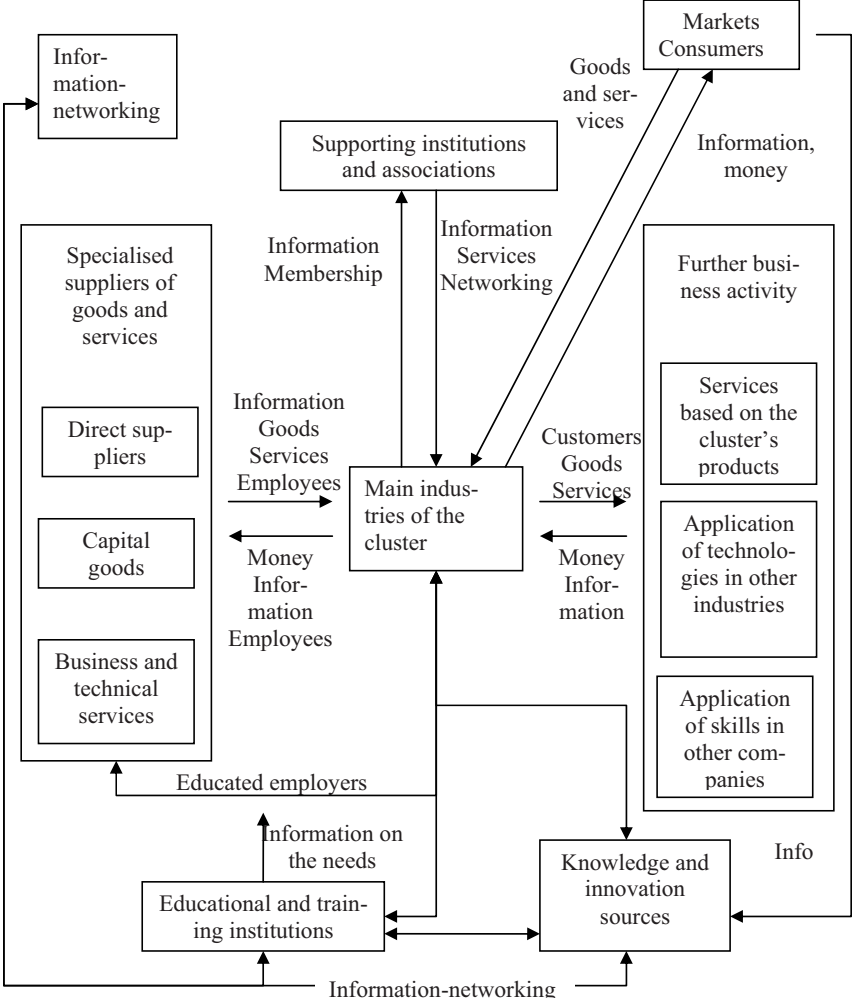 Markets
Consumers
Infor-
mation-
networking
Goods
and ser-
vices
Supporting institutions
and associations
Information,
money
Information
Membership
Information
Services
Networking
Specialised
suppliers of
goods and
services
Further busi-
ness activity
Direct sup-
pliers
Information
Goods
Services
Employees
Customers
Goods
Services
Services
based on the
cluster's
products
Main indus-
tries of the
cluster
Capital
goods
Money
Infor-
mation
Employees
Money
Infor-
mation
Application
of technolo-
gies in other
industries
Business and
technical
services
Application
of skills in
other com-
panies
Educated employers
Information on
the needs
Knowledge and
innovation
sources
Info
Educational and train-
ing institutions
Information-networking